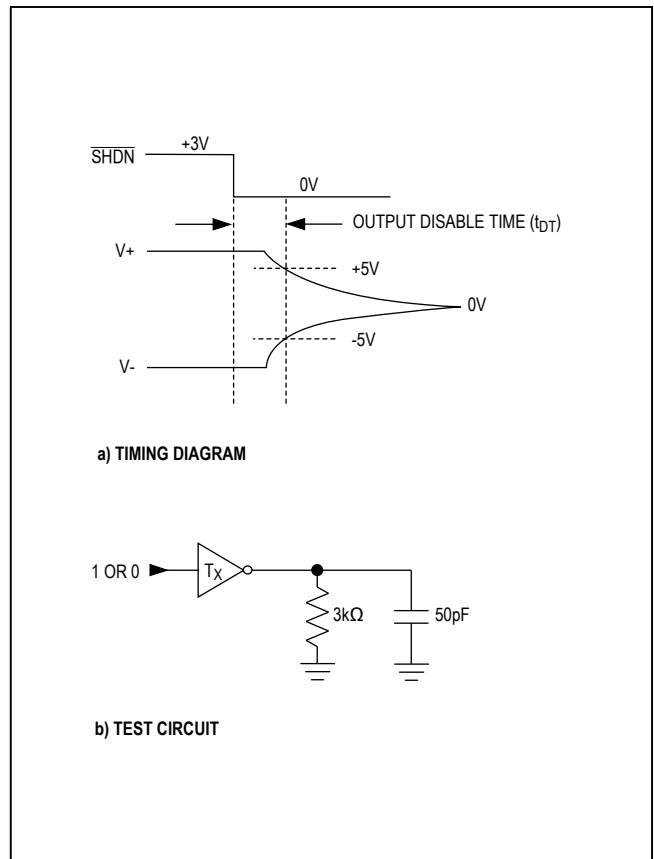 +3V
S̅H̅D̅N̅
0V
OUTPUT DISABLE TIME (tDT)
V+
+5V
0V
-5V
V-
a) TIMING DIAGRAM
1 OR 0
TX
3kΩ
50pF
b) TEST CIRCUIT